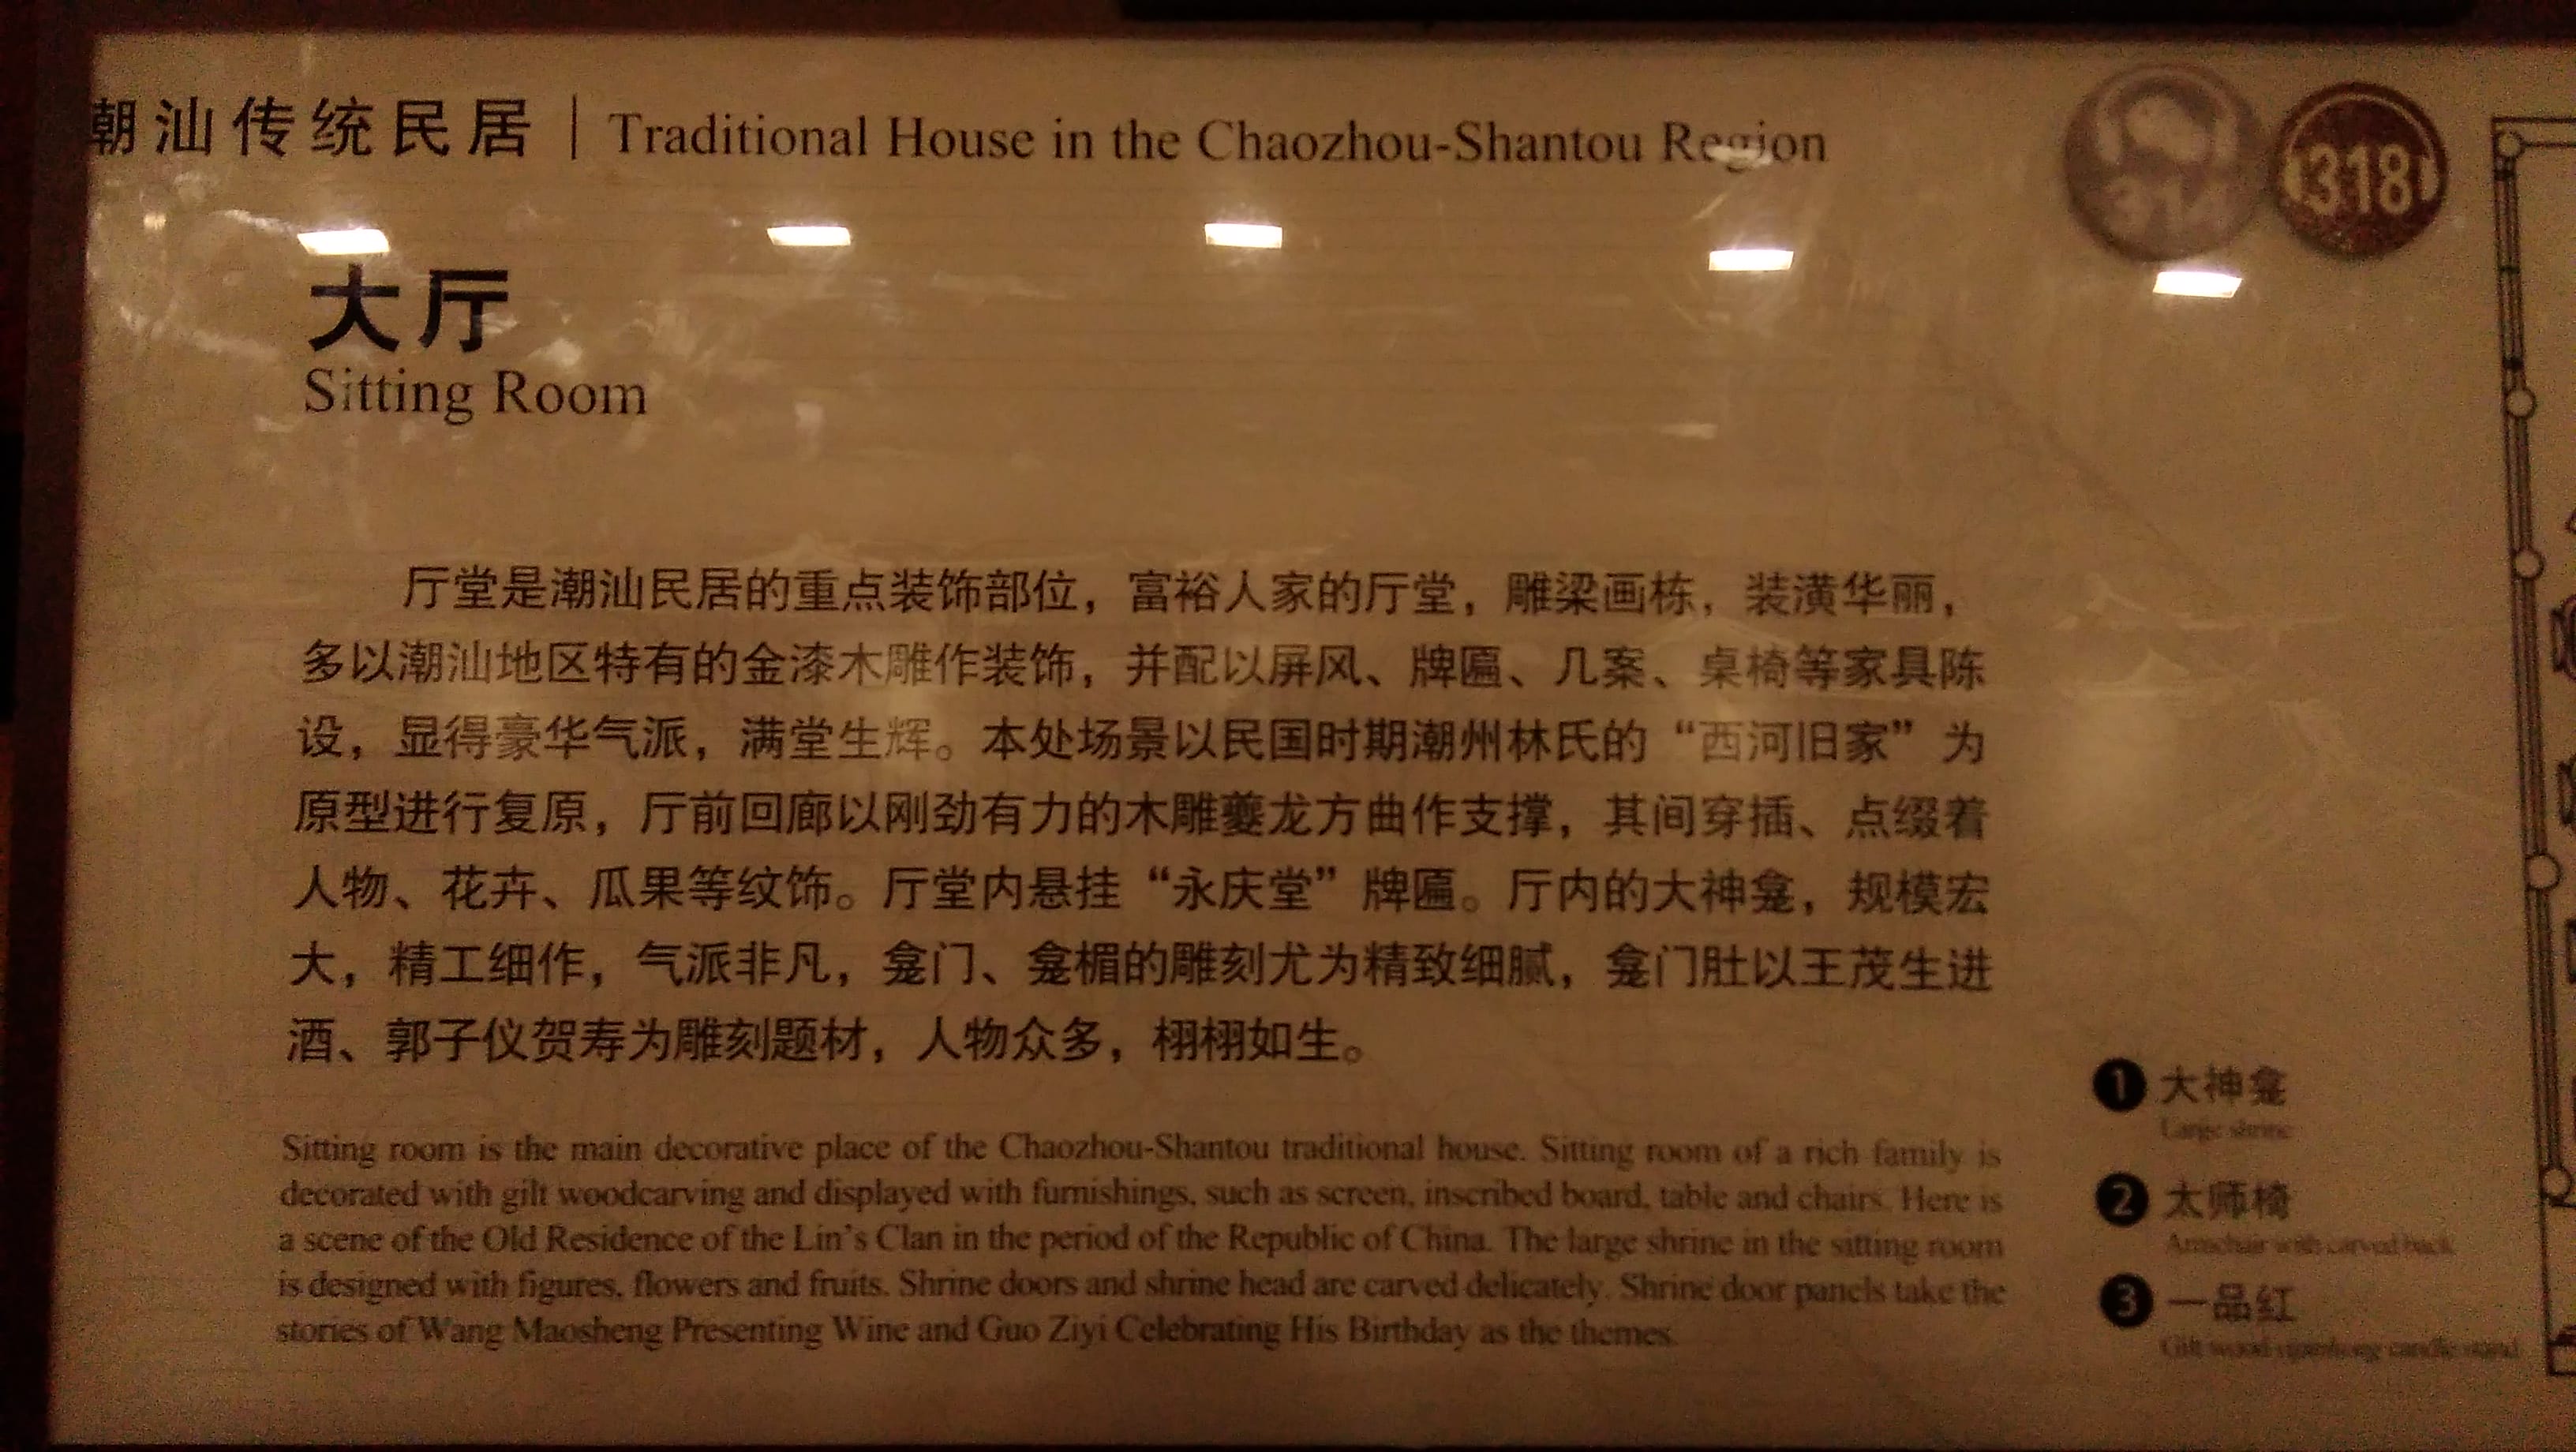 潮汕传统民居 | Traditional House in the Chaozhou-Shantou Region
314 318
大厅
Sitting Room
厅堂是潮汕民居的重点装饰部位，富裕人家的厅堂，雕梁画栋，装潢华丽，
多以潮汕地区特有的金漆木雕作装饰，并配以屏风、牌匾、几案、桌椅等家具陈
设，显得豪华气派，满堂生辉。本处场景以民国时期潮州林氏的“西河旧家”为
原型进行复原，厅前回廊以刚劲有力的木雕夔龙方曲作支撑，其间穿插、点缀着
人物、花卉、瓜果等纹饰。厅堂内悬挂“永庆堂”牌匾。厅内的大神龛，规模宏
大，精工细作，气派非凡，龛门、龛楣的雕刻尤为精致细腻，龛门肚以王茂生进
酒、郭子仪贺寿为雕刻题材，人物众多，栩栩如生。
Sitting room is the main decorative place of the Chaozhou-Shantou traditional house. Sitting room of a rich family is
decorated with gilt woodcarving and displayed with furnishings, such as screen, inscribed board, table and chairs. Here is
a scene of the Old Residence of the Lin's Clan in the period of the Republic of China. The large shrine in the sitting room
is designed with figures, flowers and fruits. Shrine doors and shrine head are carved delicately. Shrine door panels take the
stories of Wang Maosheng Presenting Wine and Guo Ziyi Celebrating His Birthday as the themes.
1 大神龛
Large shrine
2 太师椅
Armchair with carved back
3 一品红
Gilt wood candle stand